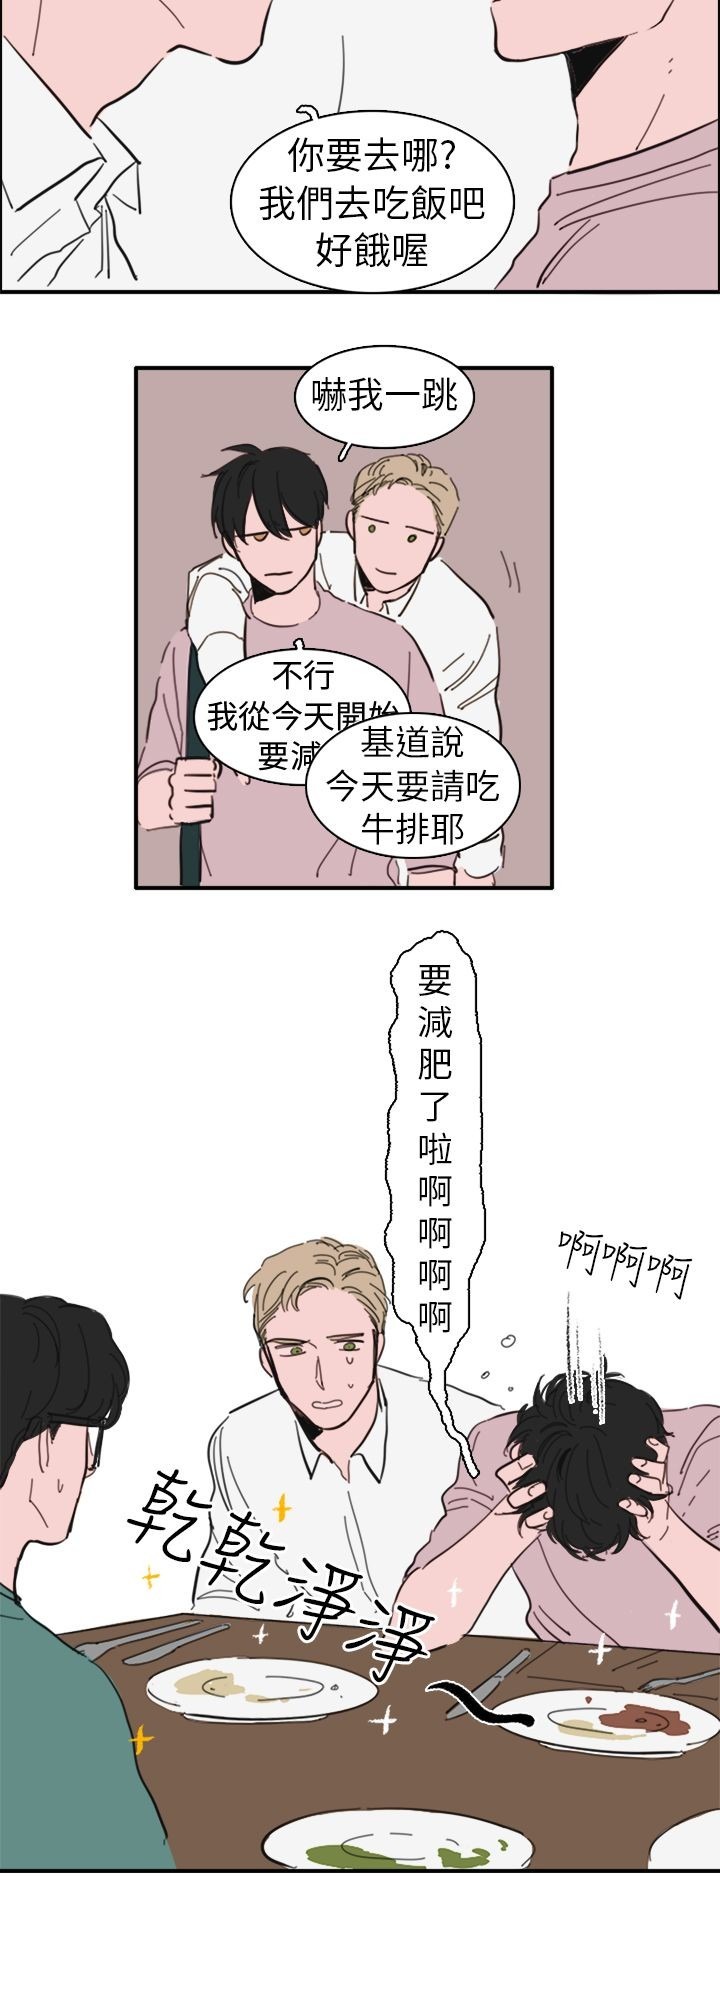 你要去哪?
我們去吃飯吧
好餓喔
嚇我一跳
不行
我從今天開始
要減
基道說
今天要請吃
牛排耶
要減肥了啦啊啊啊啊
啊啊啊
乾乾淨淨